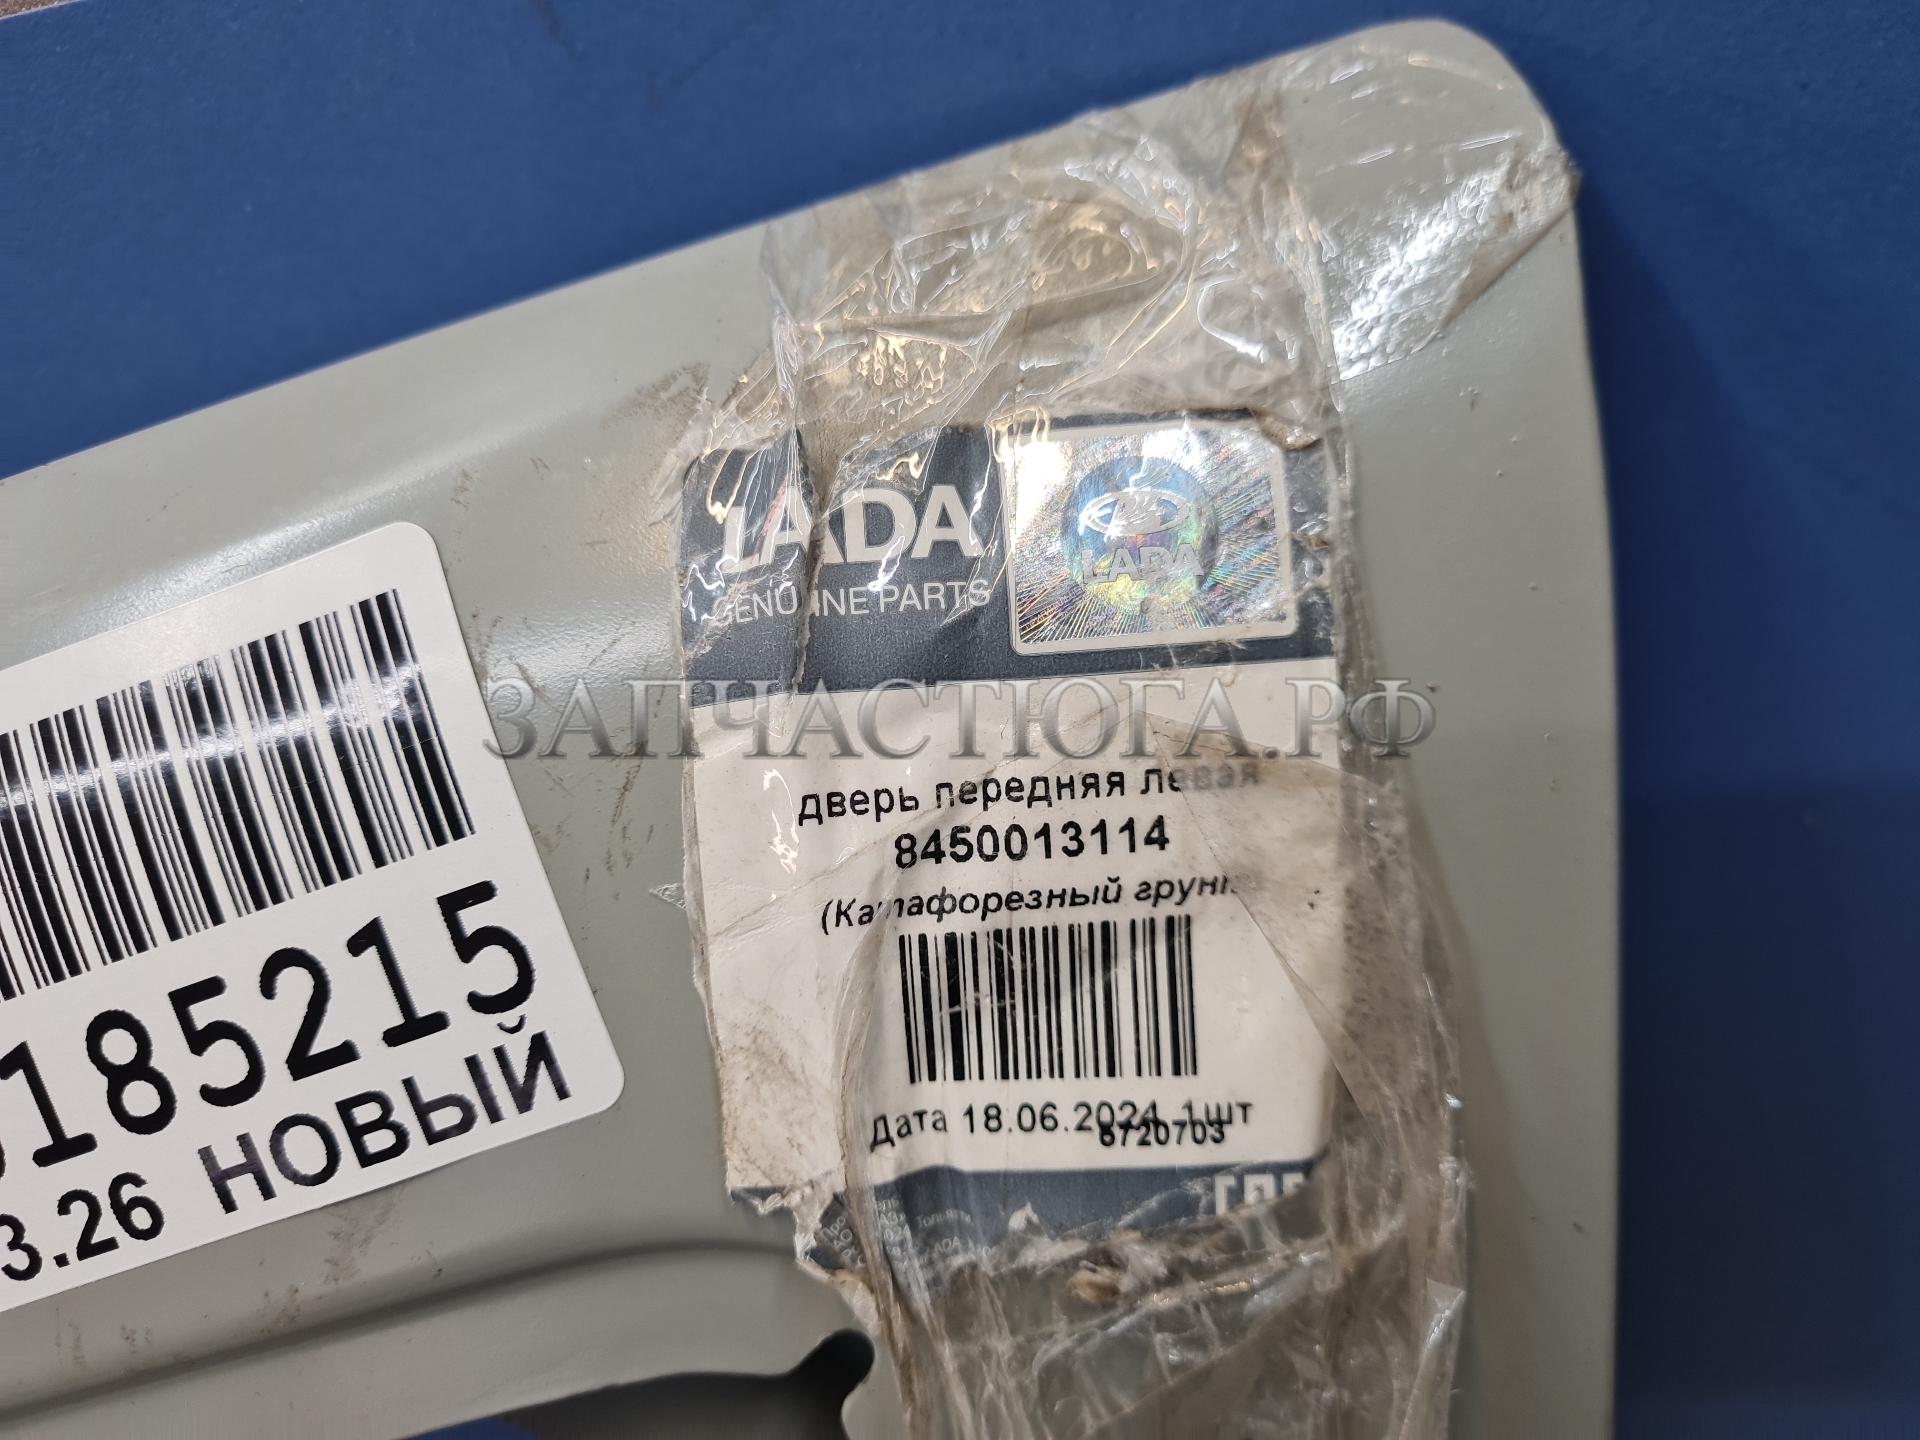 LADA
GENUINE PARTS
LADA
ЗАПЧАСТЮГА.РФ
дверь передняя левая
8450013114
(Катафорезный грунт)
Дата 18.06.2024 1шт
6720703
185215
3.26 НОВЫЙ